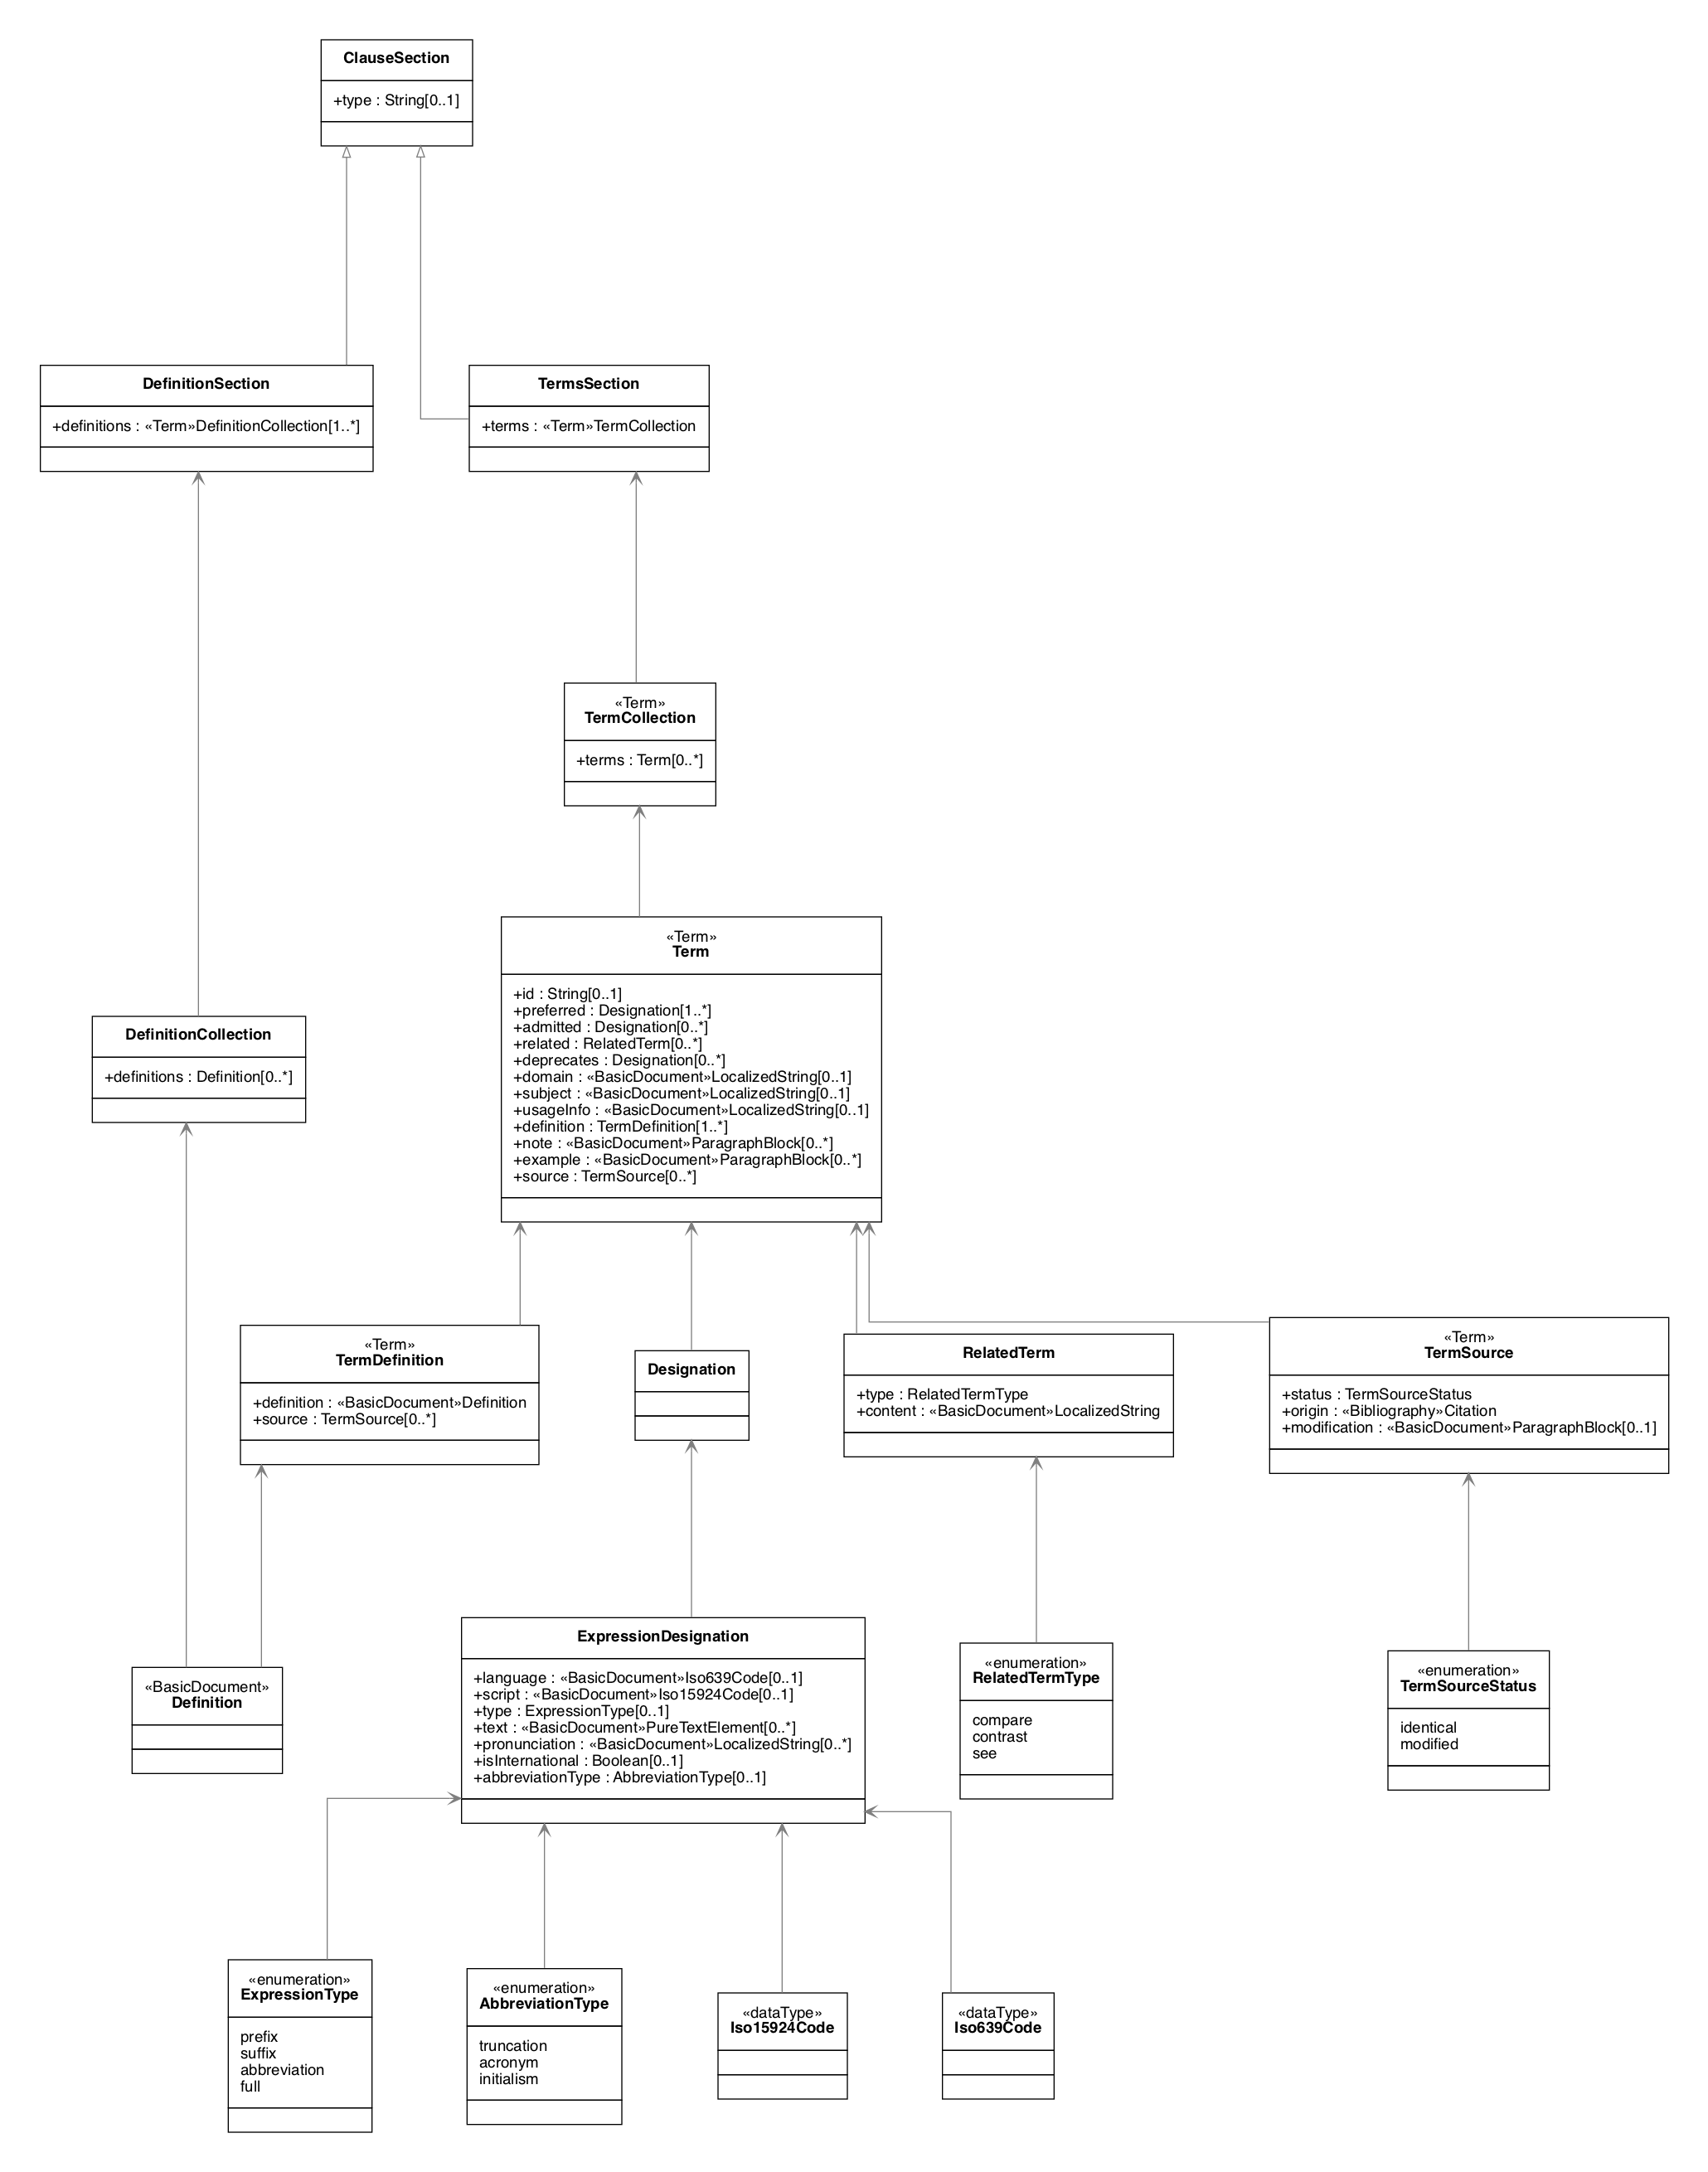 ClauseSection
+type : String[0..1]
DefinitionSection
+definitions : «Term»DefinitionCollection[1..*]
TermsSection
+terms : «Term»TermCollection
«Term»
TermCollection
+terms : Term[0..*]
«Term»
Term
+id : String[0..1]
+preferred : Designation[1..*]
+admitted : Designation[0..*]
+related : RelatedTerm[0..*]
+deprecates : Designation[0..*]
+domain : «BasicDocument»LocalizedString[0..1]
+subject : «BasicDocument»LocalizedString[0..1]
+usageInfo : «BasicDocument»LocalizedString[0..1]
+definition : TermDefinition[1..*]
+note : «BasicDocument»ParagraphBlock[0..*]
+example : «BasicDocument»ParagraphBlock[0..*]
+source : TermSource[0..*]
DefinitionCollection
+definitions : Definition[0..*]
«Term»
TermDefinition
+definition : «BasicDocument»Definition
+source : TermSource[0..*]
Designation
RelatedTerm
+type : RelatedTermType
+content : «BasicDocument»LocalizedString
«Term»
TermSource
+status : TermSourceStatus
+origin : «Bibliography»Citation
+modification : «BasicDocument»ParagraphBlock[0..1]
«BasicDocument»
Definition
ExpressionDesignation
+language : «BasicDocument»Iso639Code[0..1]
+script : «BasicDocument»Iso15924Code[0..1]
+type : ExpressionType[0..1]
+text : «BasicDocument»PureTextElement[0..*]
+pronunciation : «BasicDocument»LocalizedString[0..*]
+isInternational : Boolean[0..1]
+abbreviationType : AbbreviationType[0..1]
«enumeration»
RelatedTermType
compare
contrast
see
«enumeration»
TermSourceStatus
identical
modified
«enumeration»
ExpressionType
prefix
suffix
abbreviation
full
«enumeration»
AbbreviationType
truncation
acronym
initialism
«dataType»
Iso15924Code
«dataType»
Iso639Code